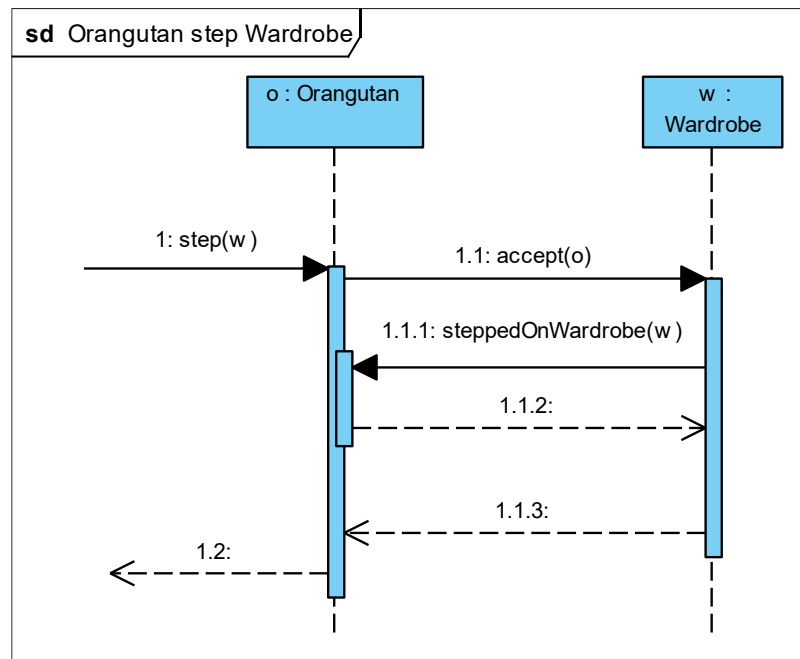 sd Orangutan step Wardrobe
o : Orangutan
w :
Wardrobe
1: step(w)
1.1: accept(o)
1.1.1: steppedOnWardrobe(w)
1.1.2:
1.1.3:
1.2: